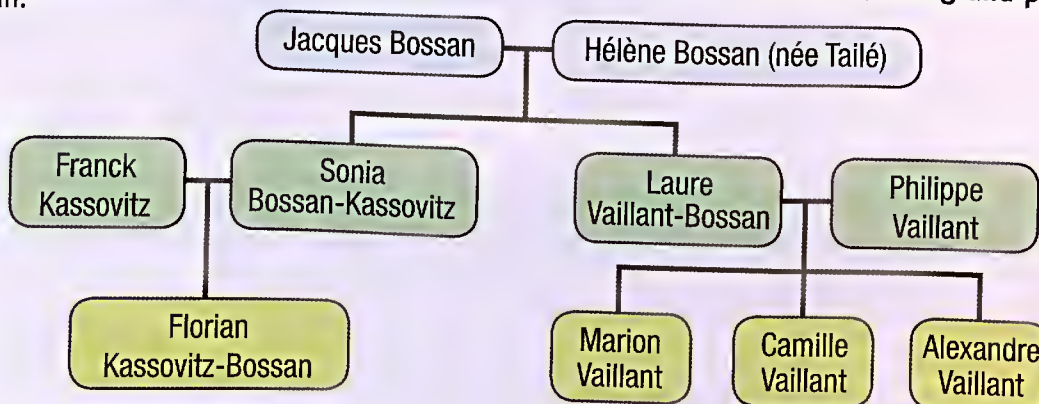 Jacques Bossan
Hélène Bossan (née Tailé)
Franck
Kassovitz
Sonia
Bossan-Kassovitz
Laure
Vaillant-Bossan
Philippe
Vaillant
Florian
Kassovitz-Bossan
Marion
Vaillant
Camille
Vaillant
Alexandre
Vaillant